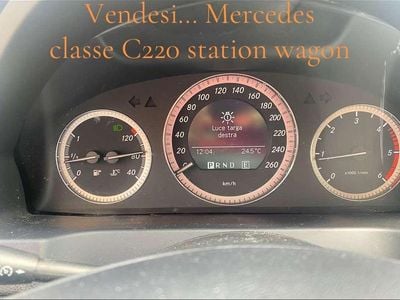 Vendesi... Mercedes
classe C220 station wagon
Luce targa
destra
12:04 24.5°C
P R N D E
km/h
0 20 40 60 80 100 120 140 160 180 200 220 240 260
1/1 120 80 40
0 1 2 3 4 5 6
x1000 1/min